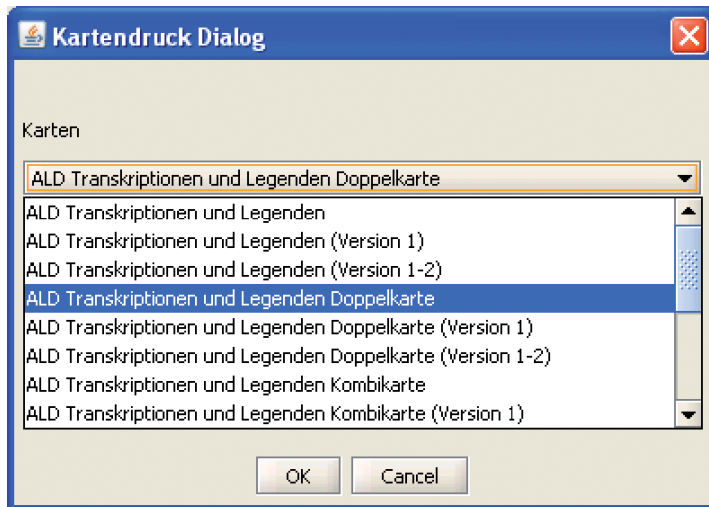 Kartendruck Dialog
Karten
ALD Transkriptionen und Legenden Doppelkarte
ALD Transkriptionen und Legenden
ALD Transkriptionen und Legenden (Version 1)
ALD Transkriptionen und Legenden (Version 1-2)
ALD Transkriptionen und Legenden Doppelkarte
ALD Transkriptionen und Legenden Doppelkarte (Version 1)
ALD Transkriptionen und Legenden Doppelkarte (Version 1-2)
ALD Transkriptionen und Legenden Kombikarte
ALD Transkriptionen und Legenden Kombikarte (Version 1)
OK Cancel